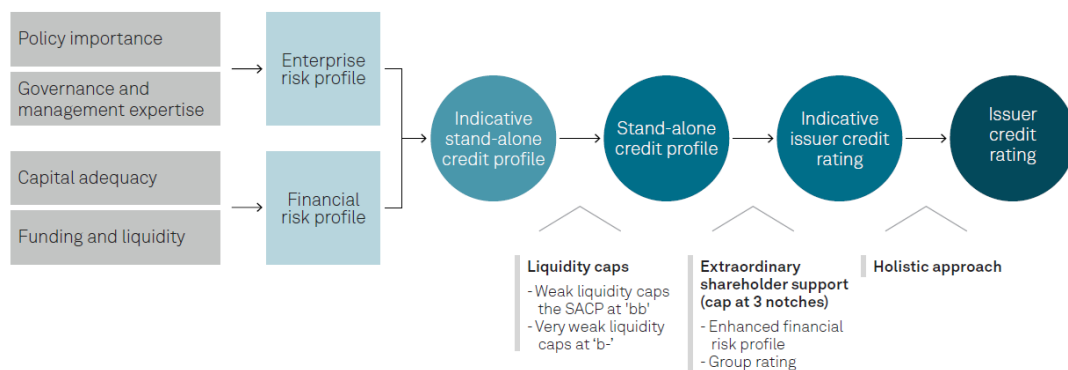 Policy importance
Governance and
management expertise
Capital adequacy
Funding and liquidity
Enterprise
risk profile
Financial
risk profile
Indicative
stand-alone
credit profile
Stand-alone
credit profile
Indicative
issuer credit
rating
Issuer
credit
rating
Liquidity caps
- Weak liquidity caps
the SACP at 'bb'
- Very weak liquidity
caps at ‘b-’
Extraordinary
shareholder support
(cap at 3 notches)
- Enhanced financial
risk profile
- Group rating
Holistic approach